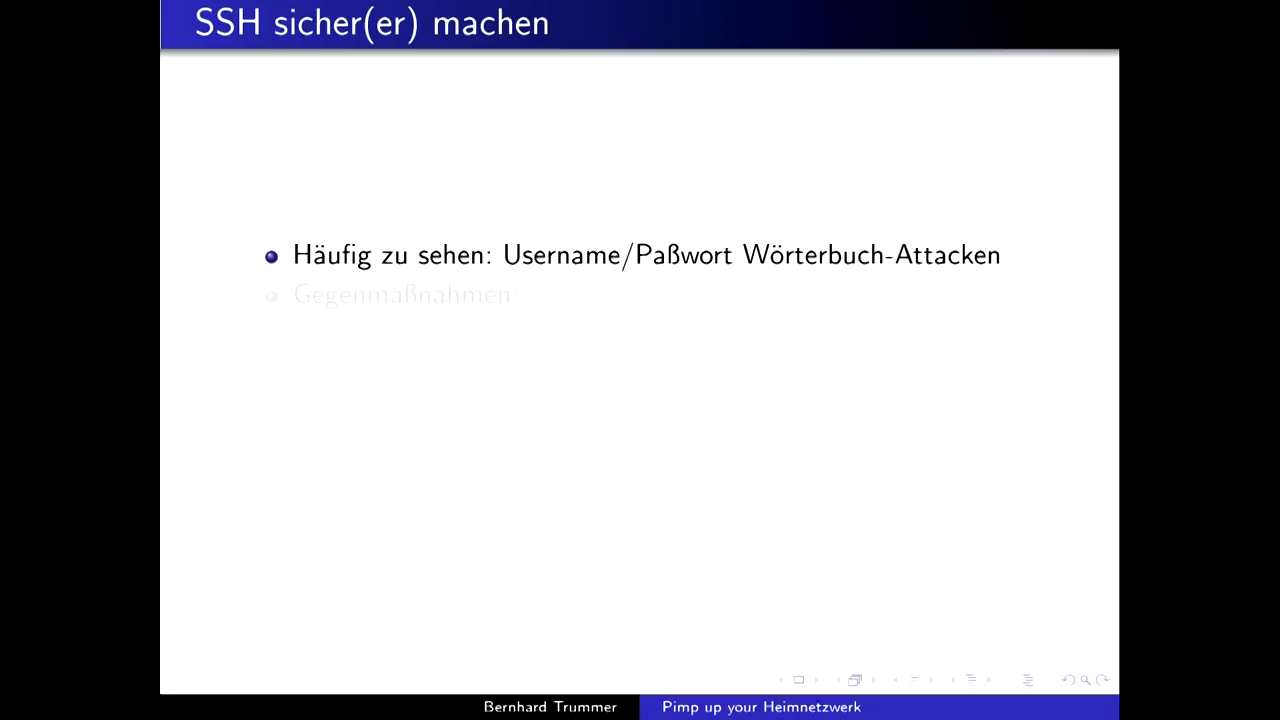 SSH sicher(er) machen
Häufig zu sehen: Username/Paßwort Wörterbuch-Attacken
Gegenmaßnahmen:
Bernhard Trummer
Pimp up your Heimnetzwerk